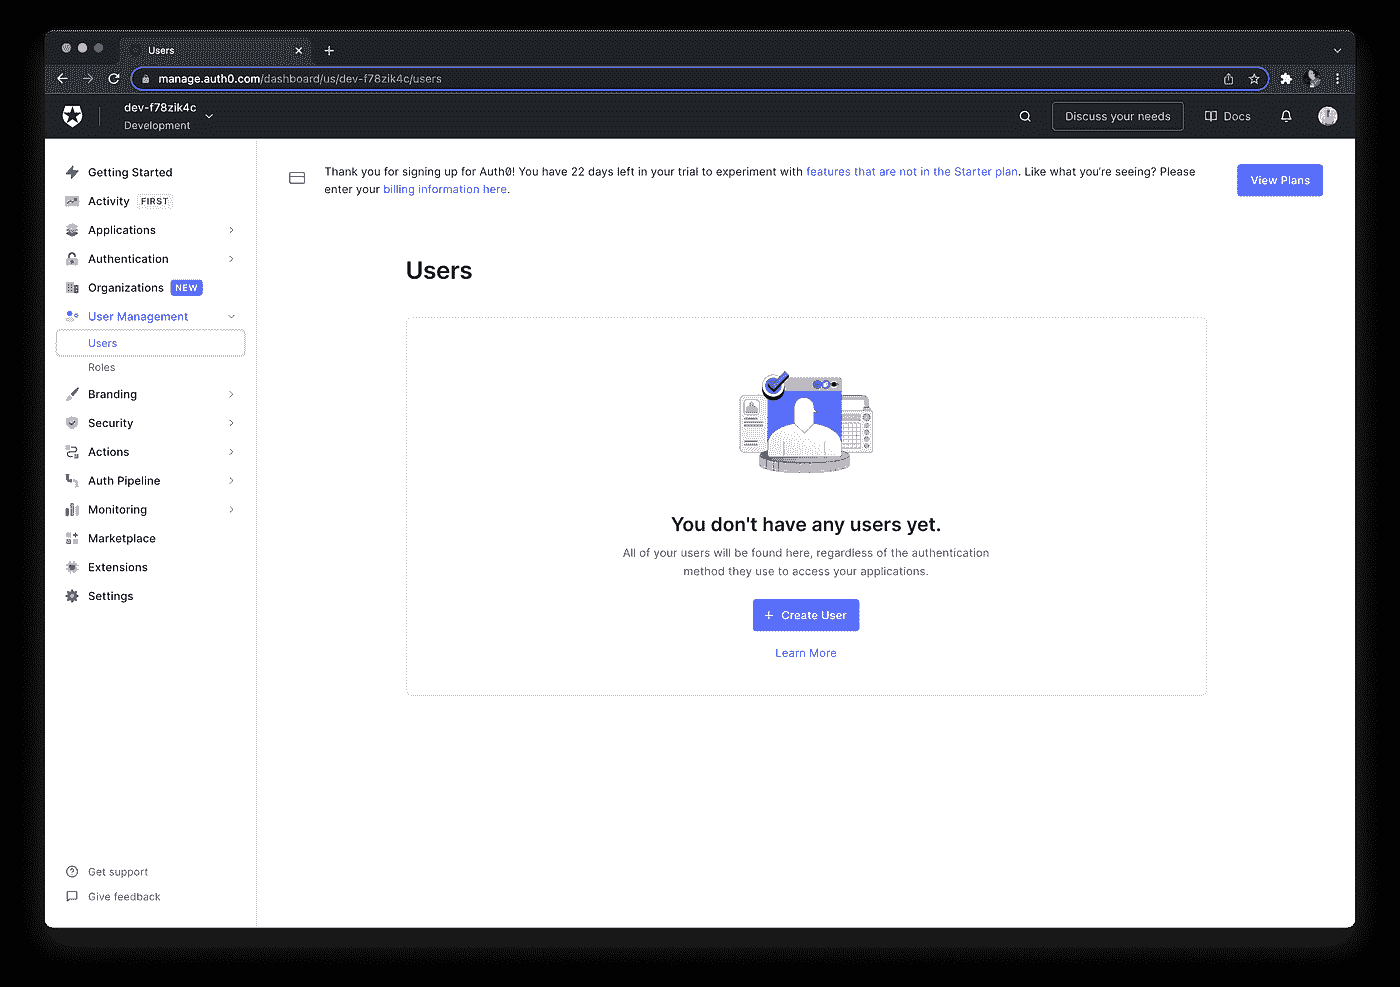 Users
manage.auth0.com/dashboard/us/dev-f78zik4c/users
dev-f78zik4c
Development
Discuss your needs
Docs
Getting Started
Activity FIRST
Applications
Authentication
Organizations NEW
User Management
Users
Roles
Branding
Security
Actions
Auth Pipeline
Monitoring
Marketplace
Extensions
Settings
Get support
Give feedback
Thank you for signing up for Auth0! You have 22 days left in your trial to experiment with features that are not in the Starter plan. Like what you're seeing? Please
enter your billing information here.
View Plans
Users
You don't have any users yet.
All of your users will be found here, regardless of the authentication
method they use to access your applications.
+ Create User
Learn More